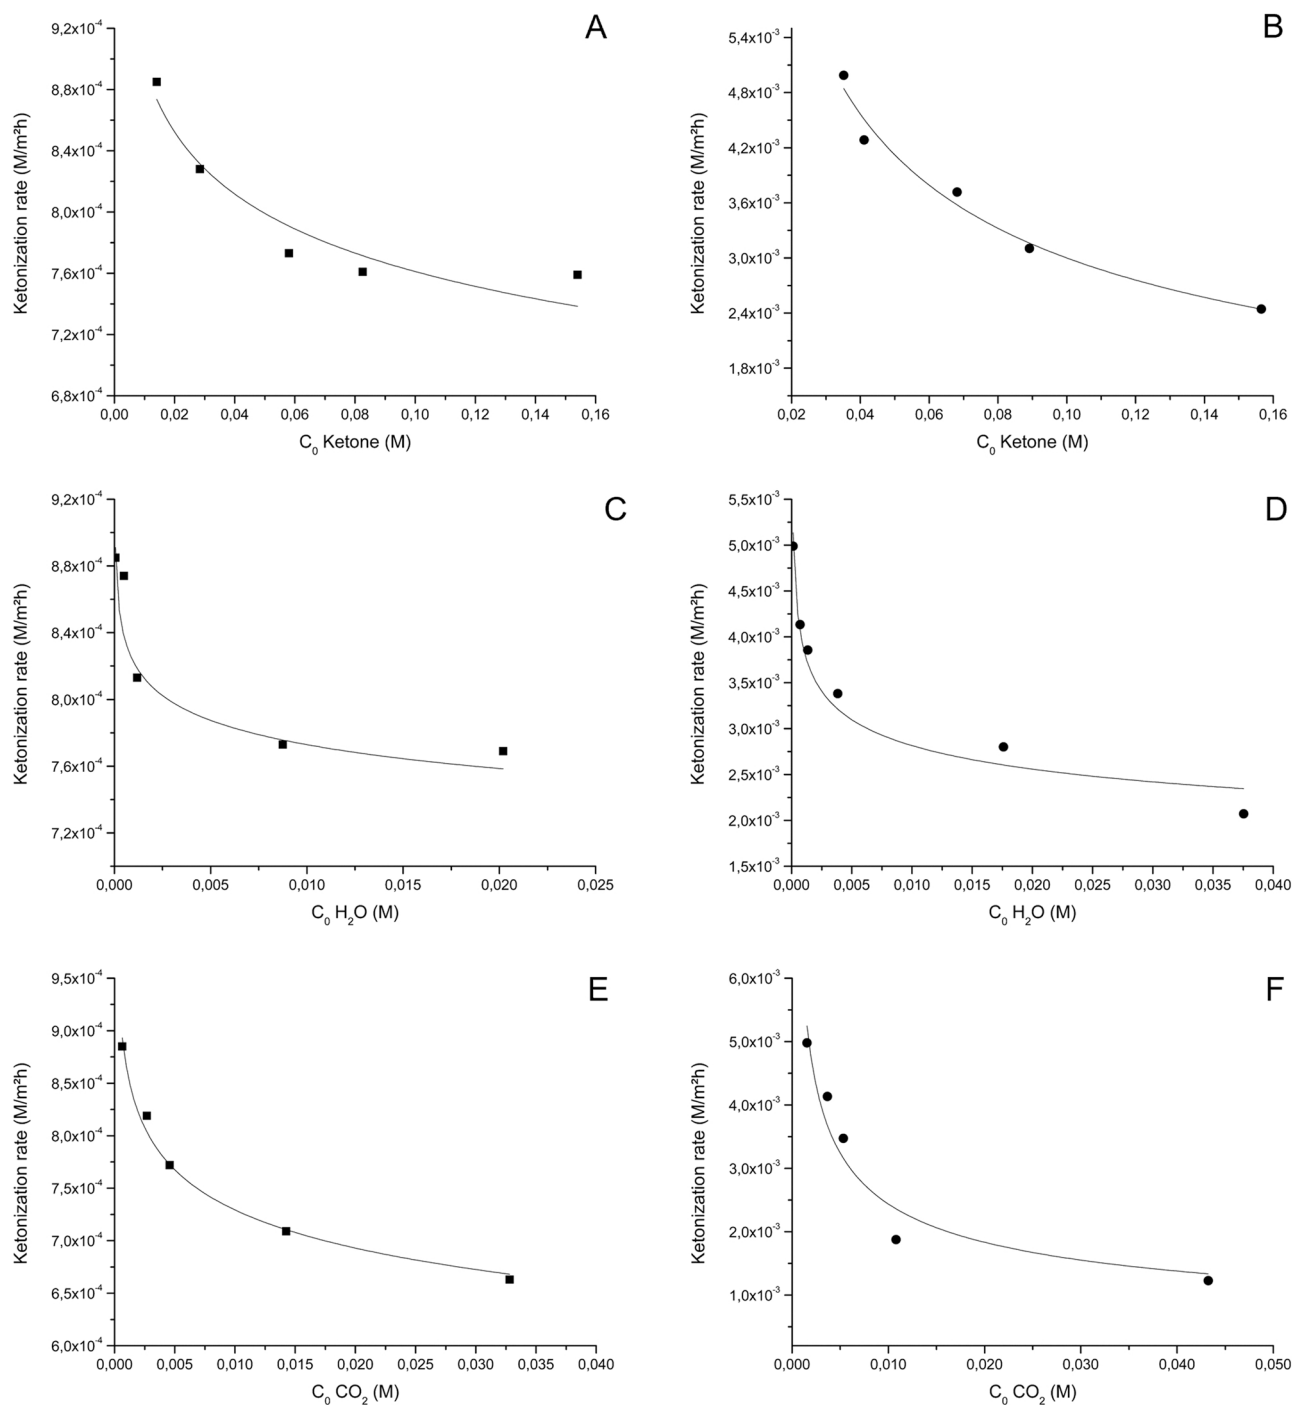 A
Ketonization rate (M/m²h)
9,2x10⁻⁴
8,8x10⁻⁴
8,4x10⁻⁴
8,0x10⁻⁴
7,6x10⁻⁴
7,2x10⁻⁴
6,8x10⁻⁴
0,00 0,02 0,04 0,06 0,08 0,10 0,12 0,14 0,16
C₀ Ketone (M)
B
Ketonization rate (M/m²h)
5,4x10⁻³
4,8x10⁻³
4,2x10⁻³
3,6x10⁻³
3,0x10⁻³
2,4x10⁻³
1,8x10⁻³
0,02 0,04 0,06 0,08 0,10 0,12 0,14 0,16
C₀ Ketone (M)
C
Ketonization rate (M/m²h)
9,2x10⁻⁴
8,8x10⁻⁴
8,4x10⁻⁴
8,0x10⁻⁴
7,6x10⁻⁴
7,2x10⁻⁴
0,000 0,005 0,010 0,015 0,020 0,025
C₀ H₂O (M)
D
Ketonization rate (M/m²h)
5,5x10⁻³
5,0x10⁻³
4,5x10⁻³
4,0x10⁻³
3,5x10⁻³
3,0x10⁻³
2,5x10⁻³
2,0x10⁻³
1,5x10⁻³
0,000 0,005 0,010 0,015 0,020 0,025 0,030 0,035 0,040
C₀ H₂O (M)
E
Ketonization rate (M/m²h)
9,5x10⁻⁴
9,0x10⁻⁴
8,5x10⁻⁴
8,0x10⁻⁴
7,5x10⁻⁴
7,0x10⁻⁴
6,5x10⁻⁴
6,0x10⁻⁴
0,000 0,005 0,010 0,015 0,020 0,025 0,030 0,035 0,040
C₀ CO₂ (M)
F
Ketonization rate (M/m²h)
6,0x10⁻³
5,0x10⁻³
4,0x10⁻³
3,0x10⁻³
2,0x10⁻³
1,0x10⁻³
0,000 0,010 0,020 0,030 0,040 0,050
C₀ CO₂ (M)